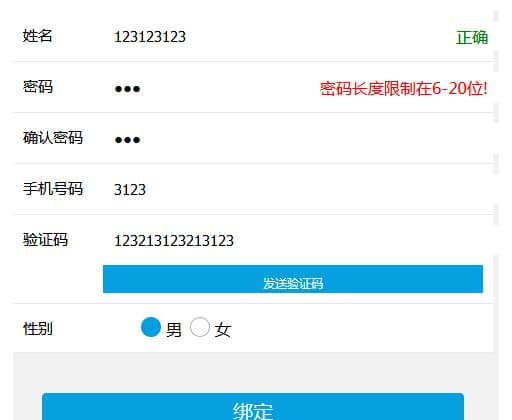 姓名 123123123 正确
密码 ●●● 密码长度限制在6-20位!
确认密码 ●●●
手机号码 3123
验证码 123213123213123
发送验证码
性别 男 女
绑定